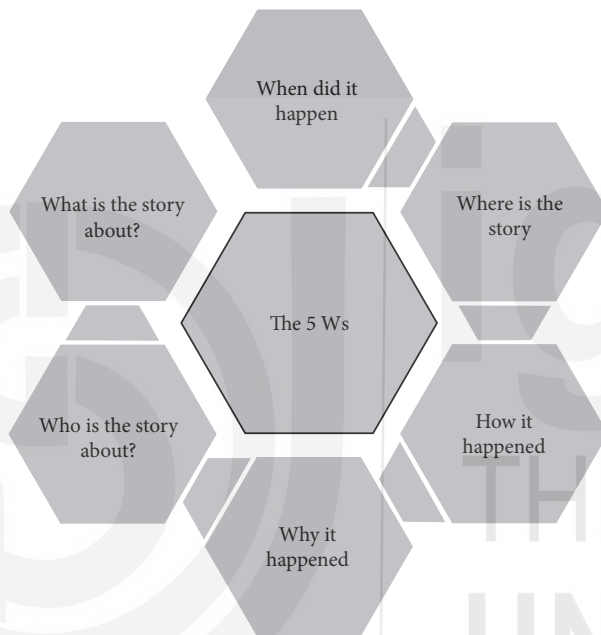 When did it
happen
What is the story
about?
Where is the
story
The 5 Ws
Who is the story
about?
How it
happened
Why it
happened